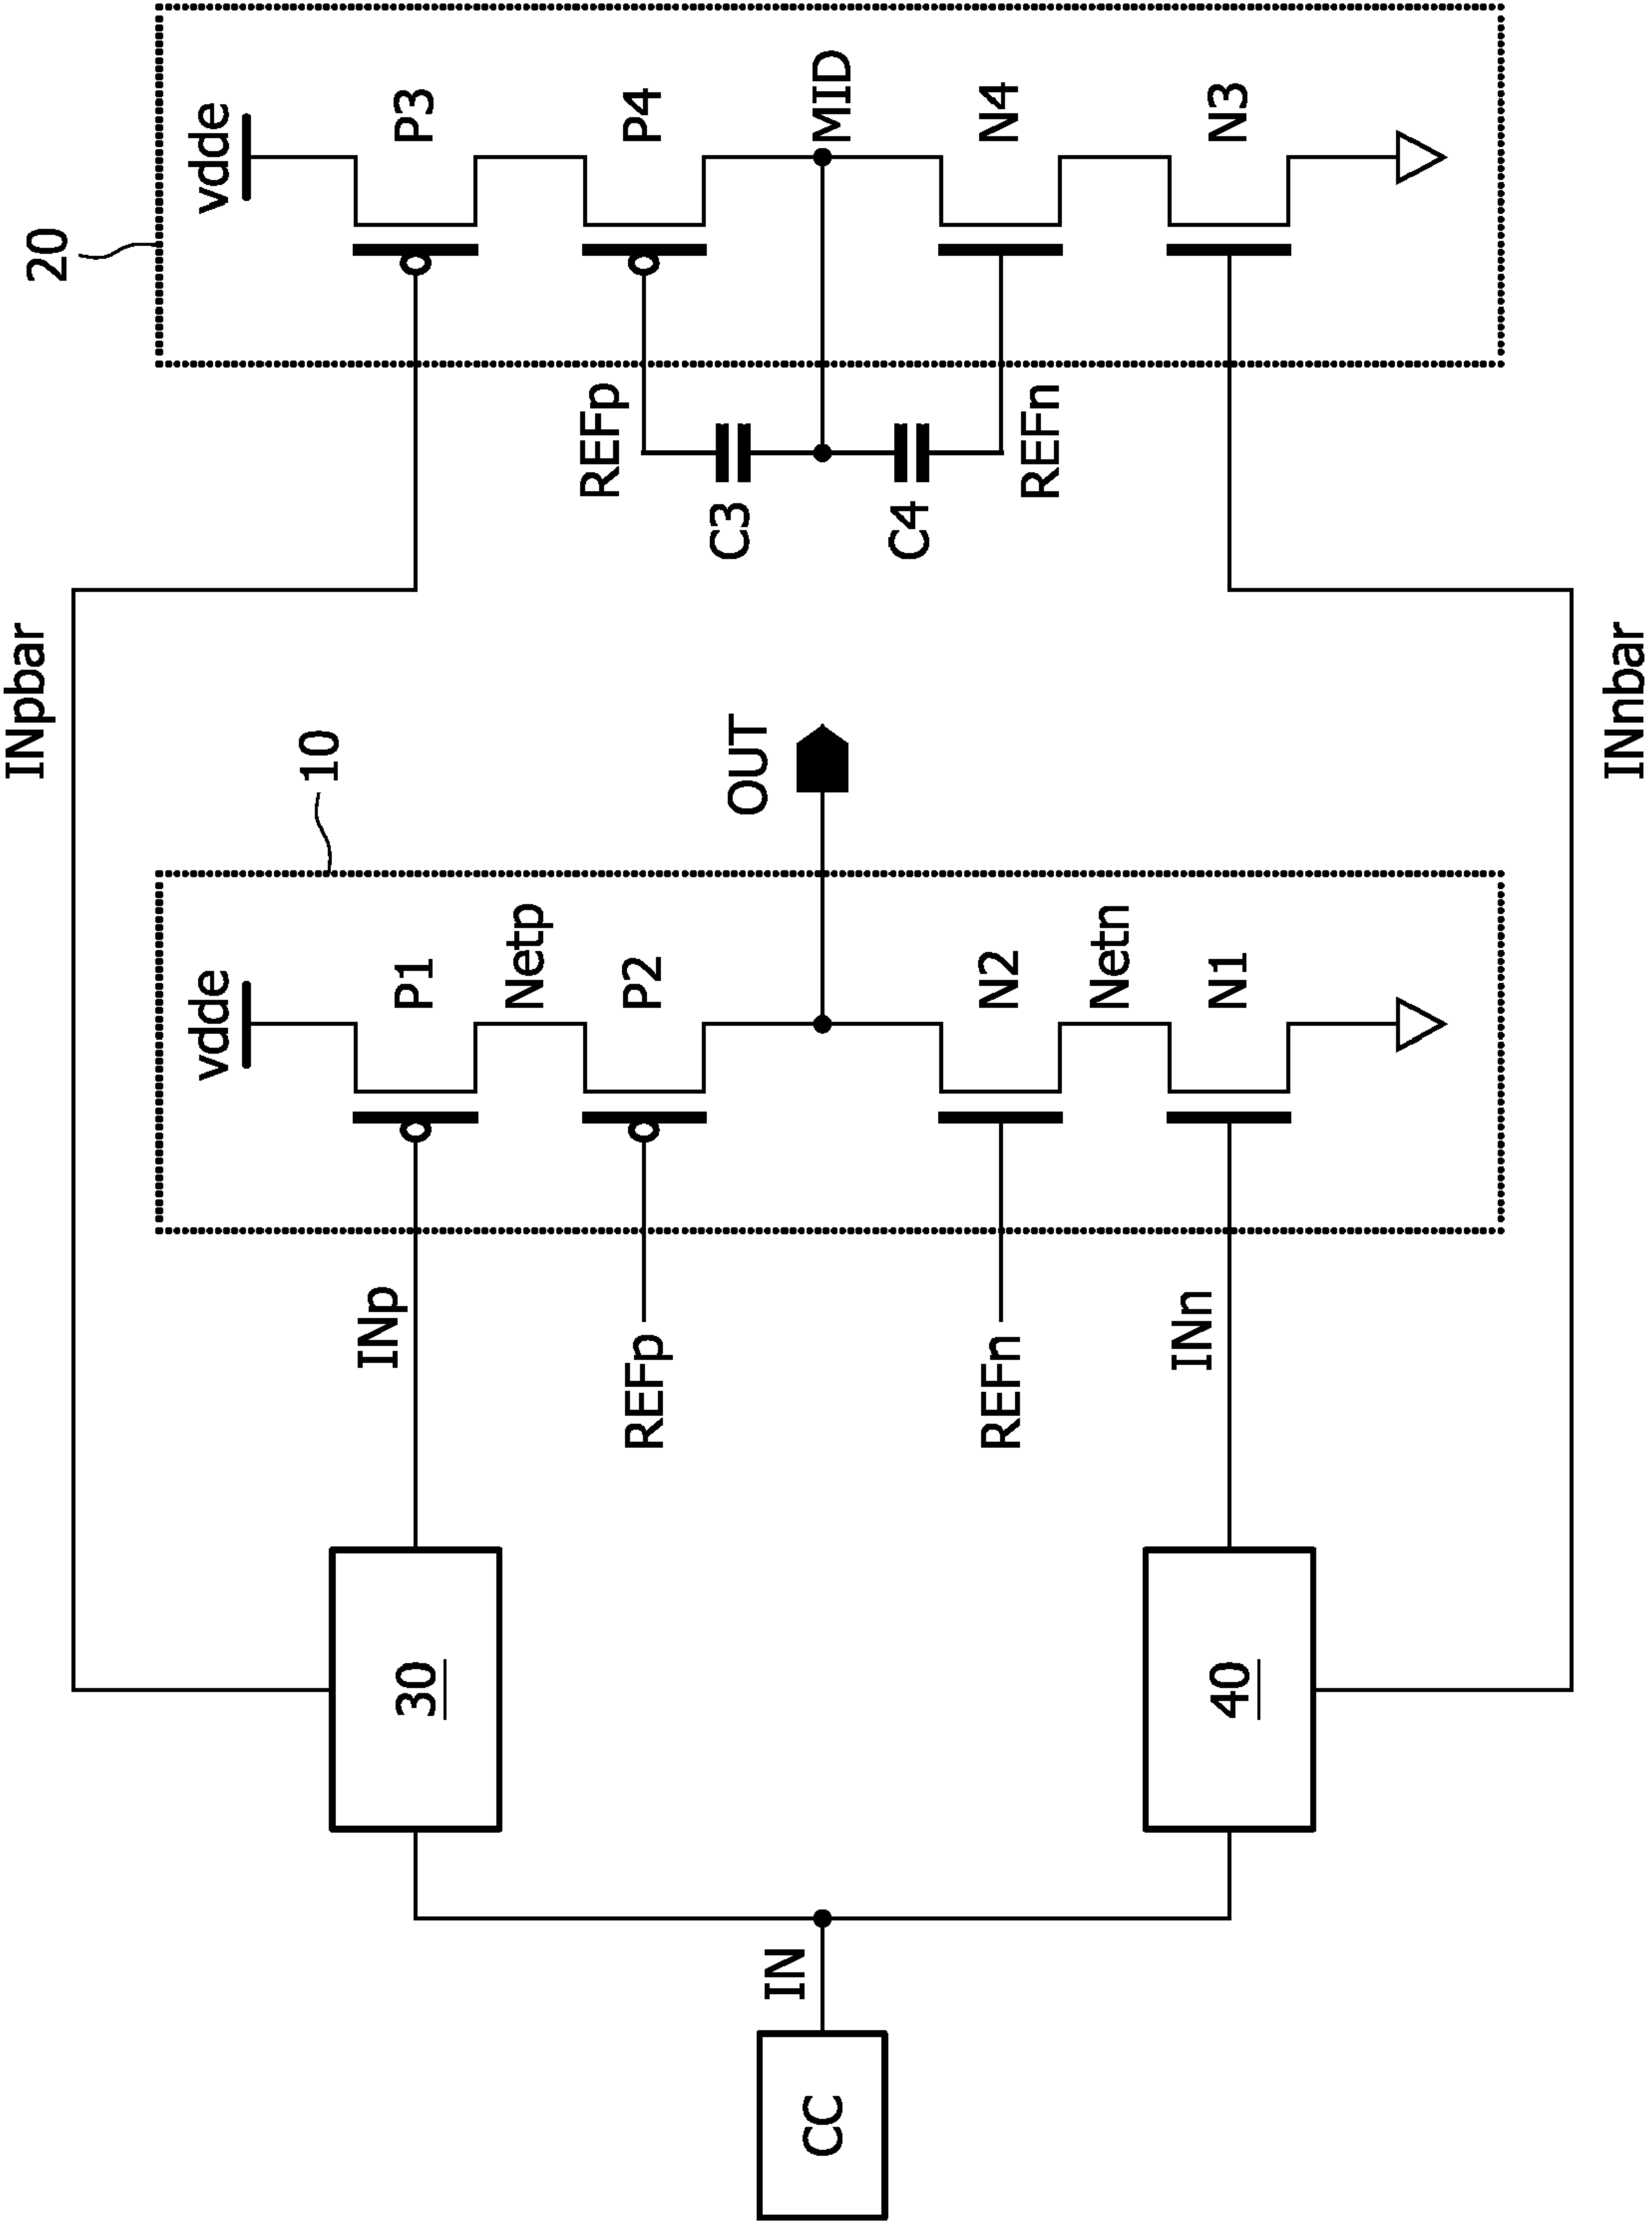 INpbar
20
vdde
P3
P4
MID
N4
N3
REFp
C3
C4
REFn
INnbar
10
OUT
vdde
P1
Netp
P2
N2
Netn
N1
INp
REFp
REFn
INn
30
40
IN
CC